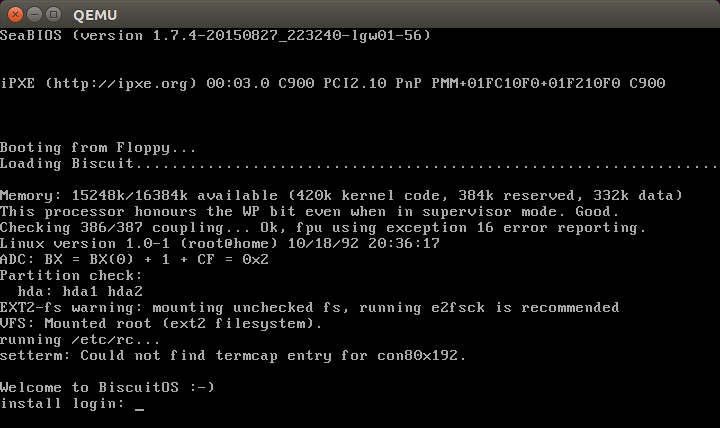 QEMU
SeaBIOS (version 1.7.4-20150827_223240-lgw01-56)
iPXE (http://ipxe.org) 00:03.0 C900 PCI2.10 PnP PMM+01FC10F0+01F210F0 C900
Booting from Floppy...
Loading Biscuit................................................................
Memory: 15248k/16384k available (420k kernel code, 384k reserved, 332k data)
This processor honours the WP bit even when in supervisor mode. Good.
Checking 386/387 coupling... Ok, fpu using exception 16 error reporting.
Linux version 1.0-1 (root@home) 10/18/92 20:36:17
ADC: BX = BX(0) + 1 + CF = 0x2
Partition check:
  hda: hda1 hda2
EXT2-fs warning: mounting unchecked fs, running e2fsck is recommended
VFS: Mounted root (ext2 filesystem).
running /etc/rc...
setterm: Could not find termcap entry for con80x192.
Welcome to BiscuitOS :-)
install login: _